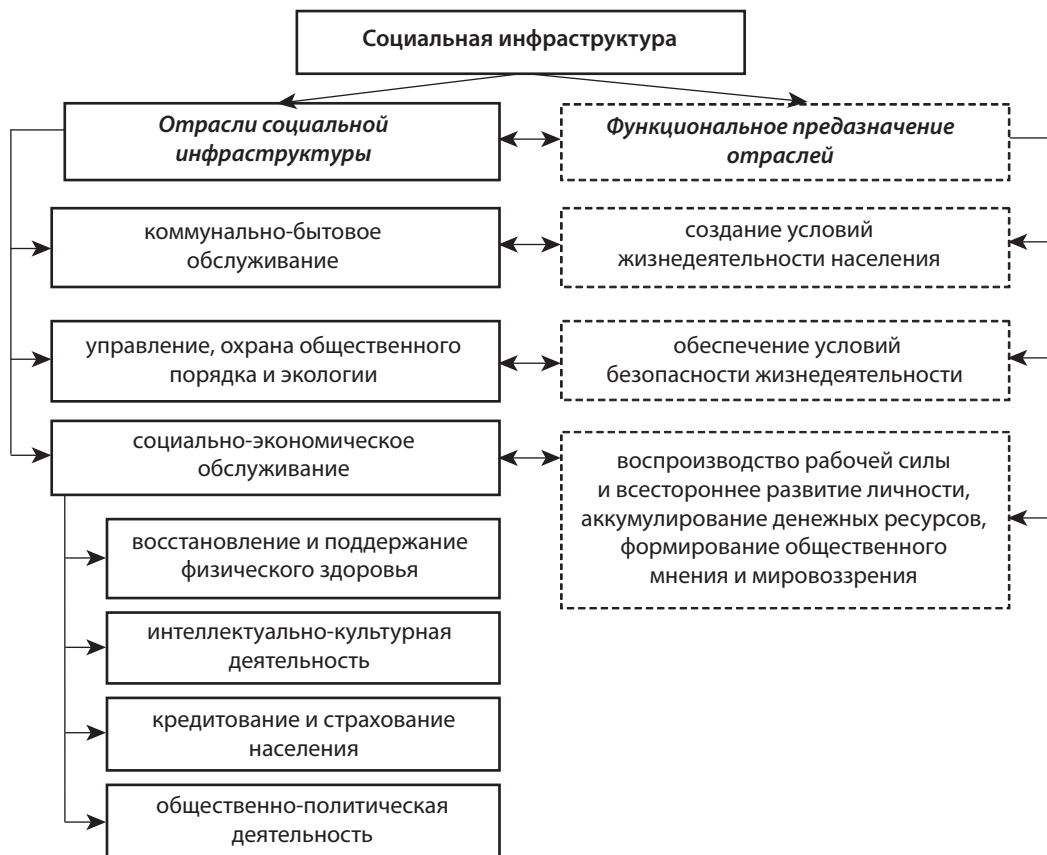 Социальная инфраструктура
Отрасли социальной
инфраструктуры
Функциональное предазначение
отраслей
коммунально-бытовое
обслуживание
создание условий
жизнедеятельности населения
управление, охрана общественного
порядка и экологии
обеспечение условий
безопасности жизнедеятельности
социально-экономическое
обслуживание
воспроизводство рабочей силы
и всестороннее развитие личности,
аккумулирование денежных ресурсов,
формирование общественного
мнения и мировоззрения
восстановление и поддержание
физического здоровья
интеллектуально-культурная
деятельность
кредитование и страхование
населения
общественно-политическая
деятельность